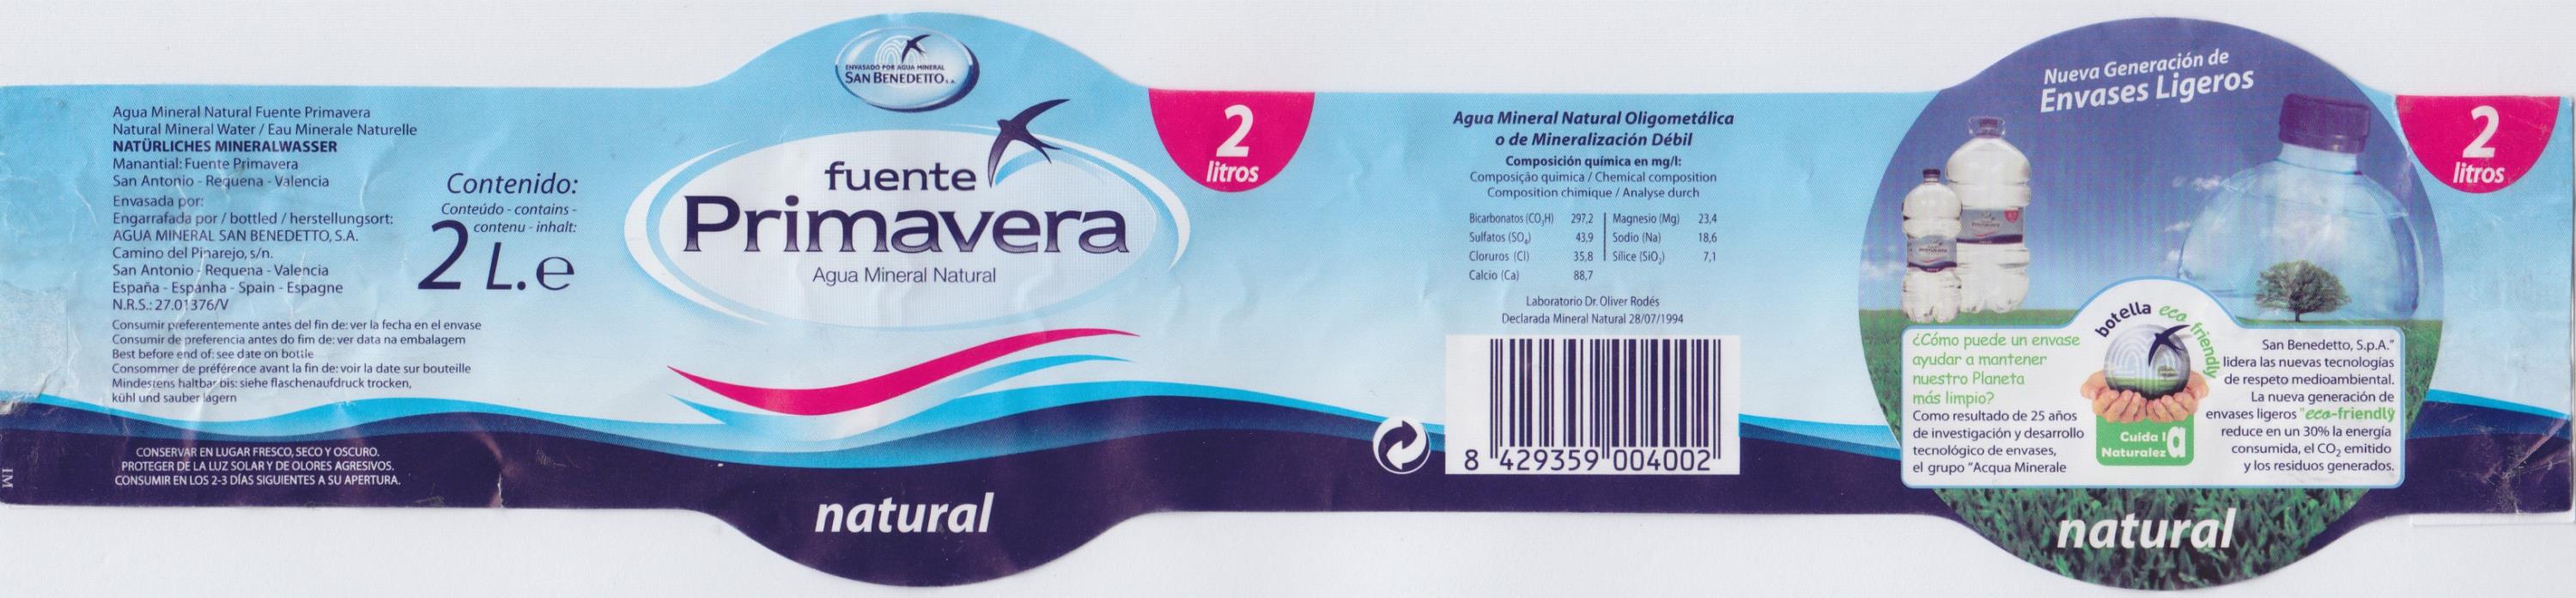 Agua Mineral Natural Fuente Primavera
Natural Mineral Water / Eau Minerale Naturelle
NATÜRLICHES MINERALWASSER
Manantial: Fuente Primavera
San Antonio - Requena - Valencia
Envasada por:
Engarrafada por / bottled / herstellungsort:
AGUA MINERAL SAN BENEDETTO, S.A.
Camino del Pinarejo, s/n.
San Antonio - Requena - Valencia
España - Espanha - Spain - Espagne
N.R.S.: 27.01376/V
Consumir preferentemente antes del fin de: ver la fecha en el envase
Consumir de preferencia antes do fim de: ver data na embalagem
Best before end of: see date on bottle
Consommer de préférence avant la fin de: voir la date sur bouteille
Mindestens haltbar bis: siehe flaschenaufdruck trocken,
kühl und sauber lagern
CONSERVAR EN LUGAR FRESCO, SECO Y OSCURO.
PROTEGER DE LA LUZ SOLAR Y DE OLORES AGRESIVOS.
CONSUMIR EN LOS 2-3 DÍAS SIGUIENTES A SU APERTURA.
LM
Contenido:
Conteúdo - contains -
contenu - inhalt:
2 L. e
ENVASADO POR AGUA MINERAL
SAN BENEDETTO S.A.
fuente
Primavera
Agua Mineral Natural
natural
2
litros
Agua Mineral Natural Oligometálica
o de Mineralización Débil
Composición química en mg/l:
Composição quimica / Chemical composition
Composition chimique / Analyse durch
Bicarbonatos (CO3H) 297,2 Magnesio (Mg) 23,4
Sulfatos (SO4) 43,9 Sodio (Na) 18,6
Cloruros (Cl) 35,8 Sílice (SiO2) 7,1
Calcio (Ca) 88,7
Laboratorio Dr. Oliver Rodés
Declarada Mineral Natural 28/07/1994
8 429359 004002
Nueva Generación de
Envases Ligeros
¿Cómo puede un envase
ayudar a mantener
nuestro Planeta
más limpio?
Como resultado de 25 años
de investigación y desarrollo
tecnológico de envases,
el grupo "Acqua Minerale
botella eco friendly
Cuida la
Naturaleza
San Benedetto, S.p.A."
lidera las nuevas tecnologías
de respeto medioambiental.
La nueva generación de
envases ligeros "eco-friendly"
reduce en un 30% la energía
consumida, el CO2 emitido
y los residuos generados.
natural
2
litros